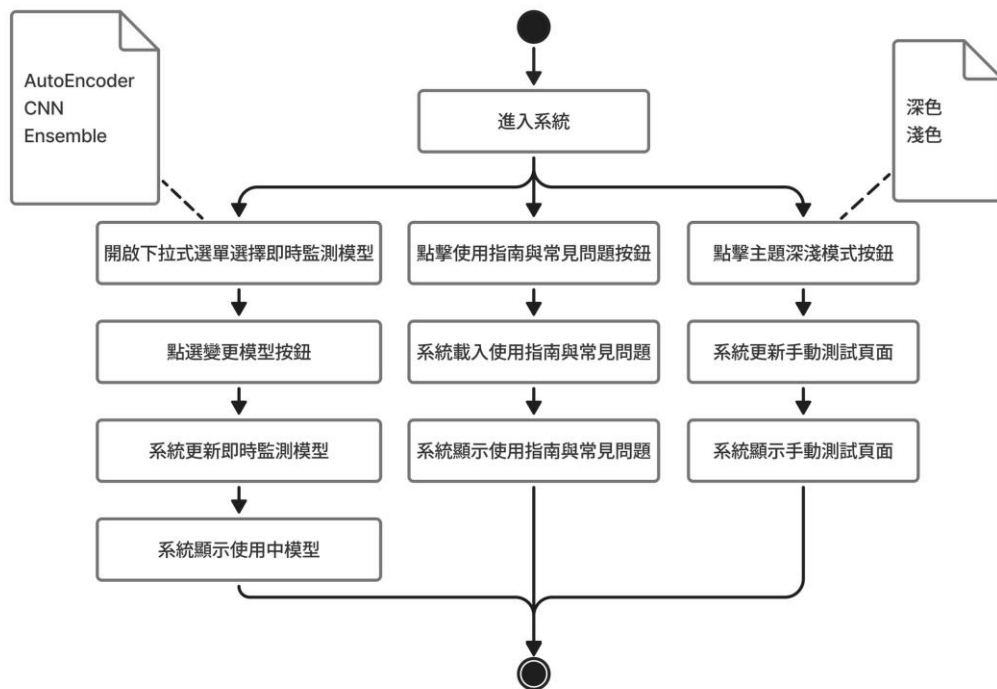 AutoEncoder
CNN
Ensemble
進入系統
深色
淺色
開啟下拉式選單選擇即時監測模型
點擊使用指南與常見問題按鈕
點擊主題深淺模式按鈕
點選變更模型按鈕
系統載入使用指南與常見問題
系統更新手動測試頁面
系統更新即時監測模型
系統顯示使用指南與常見問題
系統顯示手動測試頁面
系統顯示使用中模型